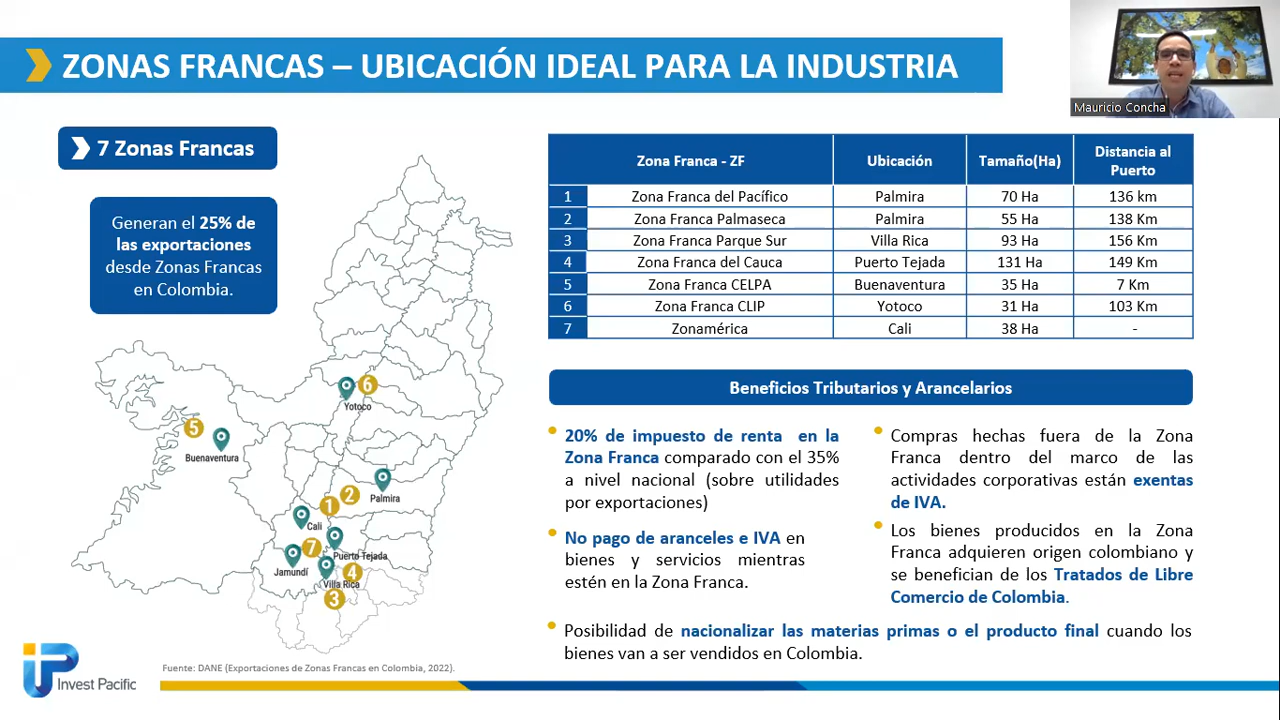 ZONAS FRANCAS – UBICACIÓN IDEAL PARA LA INDUSTRIA
Mauricio Concha
7 Zonas Francas
Generan el 25% de
las exportaciones
desde Zonas Francas
en Colombia.
Zona Franca - ZF Ubicación Tamaño(Ha) Distancia al Puerto
1 Zona Franca del Pacífico Palmira 70 Ha 136 km
2 Zona Franca Palmaseca Palmira 55 Ha 138 Km
3 Zona Franca Parque Sur Villa Rica 93 Ha 156 Km
4 Zona Franca del Cauca Puerto Tejada 131 Ha 149 Km
5 Zona Franca CELPA Buenaventura 35 Ha 7 Km
6 Zona Franca CLIP Yotoco 31 Ha 103 Km
7 Zonamérica Cali 38 Ha -
6
Yotoco
5
Buenaventura
2
Palmira
1
Cali
7
Puerto Tejada
Jamundí
4
Villa Rica
3
Beneficios Tributarios y Arancelarios
20% de impuesto de renta en la
Zona Franca comparado con el 35%
a nivel nacional (sobre utilidades
por exportaciones)
No pago de aranceles e IVA en
bienes y servicios mientras
estén en la Zona Franca.
Compras hechas fuera de la Zona
Franca dentro del marco de las
actividades corporativas están exentas
de IVA.
Los bienes producidos en la Zona
Franca adquieren origen colombiano y
se benefician de los Tratados de Libre
Comercio de Colombia.
Posibilidad de nacionalizar las materias primas o el producto final cuando los
bienes van a ser vendidos en Colombia.
Fuente: DANE (Exportaciones de Zonas Francas en Colombia, 2022).
Invest Pacific